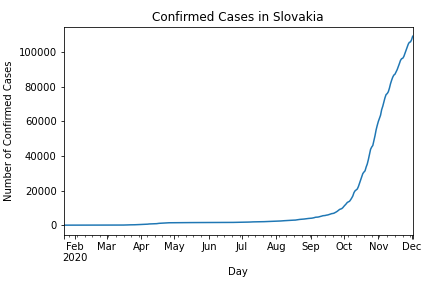 Confirmed Cases in Slovakia
Number of Confirmed Cases
100000
80000
60000
40000
20000
0
Feb Mar Apr May Jun Jul Aug Sep Oct Nov Dec
2020
Day